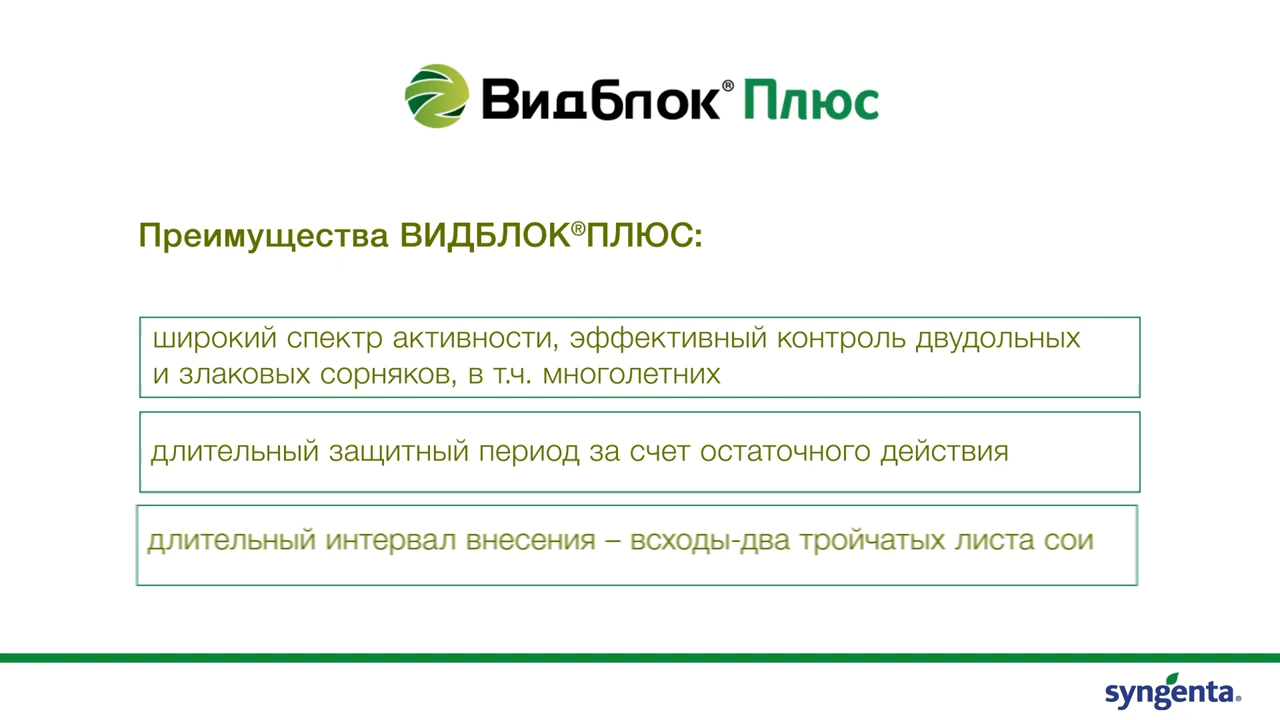 Видблок® Плюс
Преимущества ВИДБЛОК®ПЛЮС:
широкий спектр активности, эффективный контроль двудольных
и злаковых сорняков, в т.ч. многолетних
длительный защитный период за счет остаточного действия
длительный интервал внесения – всходы-два тройчатых листа сои
syngenta®